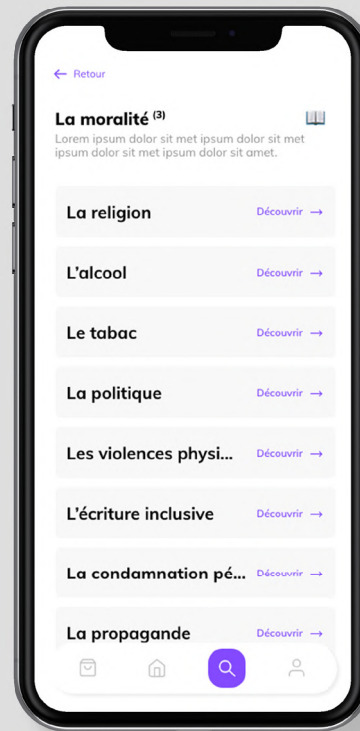 ← Retour
La moralité (3)
Lorem ipsum dolor sit met ipsum dolor sit met
ipsum dolor sit met ipsum dolor sit amet.
La religion Découvrir →
L'alcool Découvrir →
Le tabac Découvrir →
La politique Découvrir →
Les violences physi... Découvrir →
L'écriture inclusive Découvrir →
La condamnation pé... Découvrir →
La propagande Découvrir →